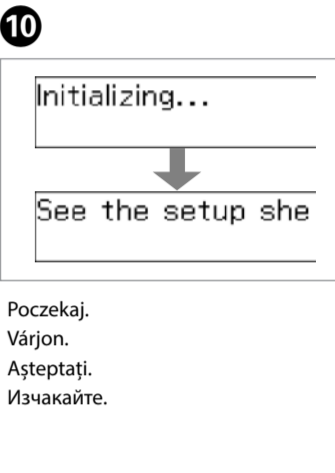 10
Initializing...
See the setup she
Poczekaj.
Várjon.
Așteptați.
Изчакайте.